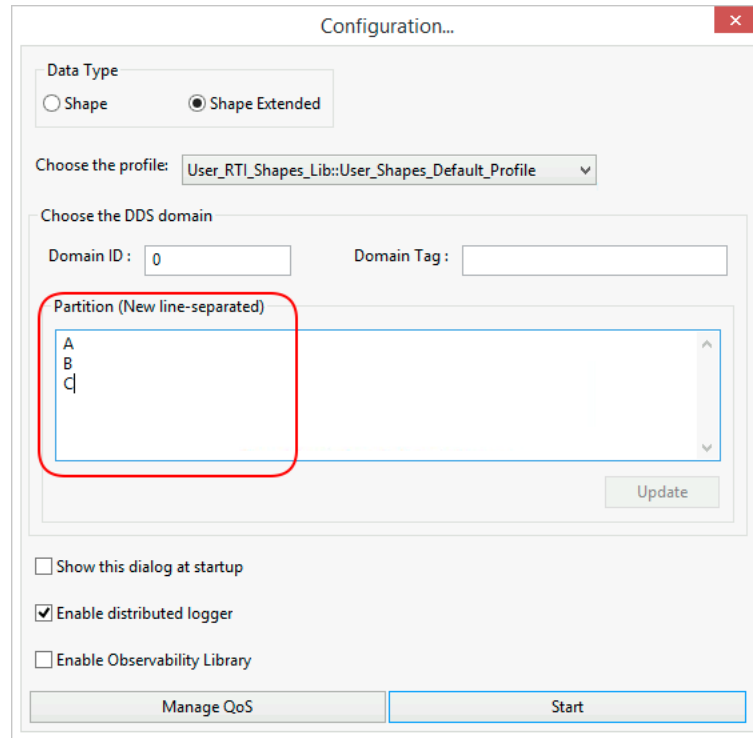 Configuration...
Data Type
Shape Shape Extended
Choose the profile: User_RTI_Shapes_Lib::User_Shapes_Default_Profile
Choose the DDS domain
Domain ID : 0 Domain Tag :
Partition (New line-separated)
A
B
C
Update
Show this dialog at startup
Enable distributed logger
Enable Observability Library
Manage QoS Start